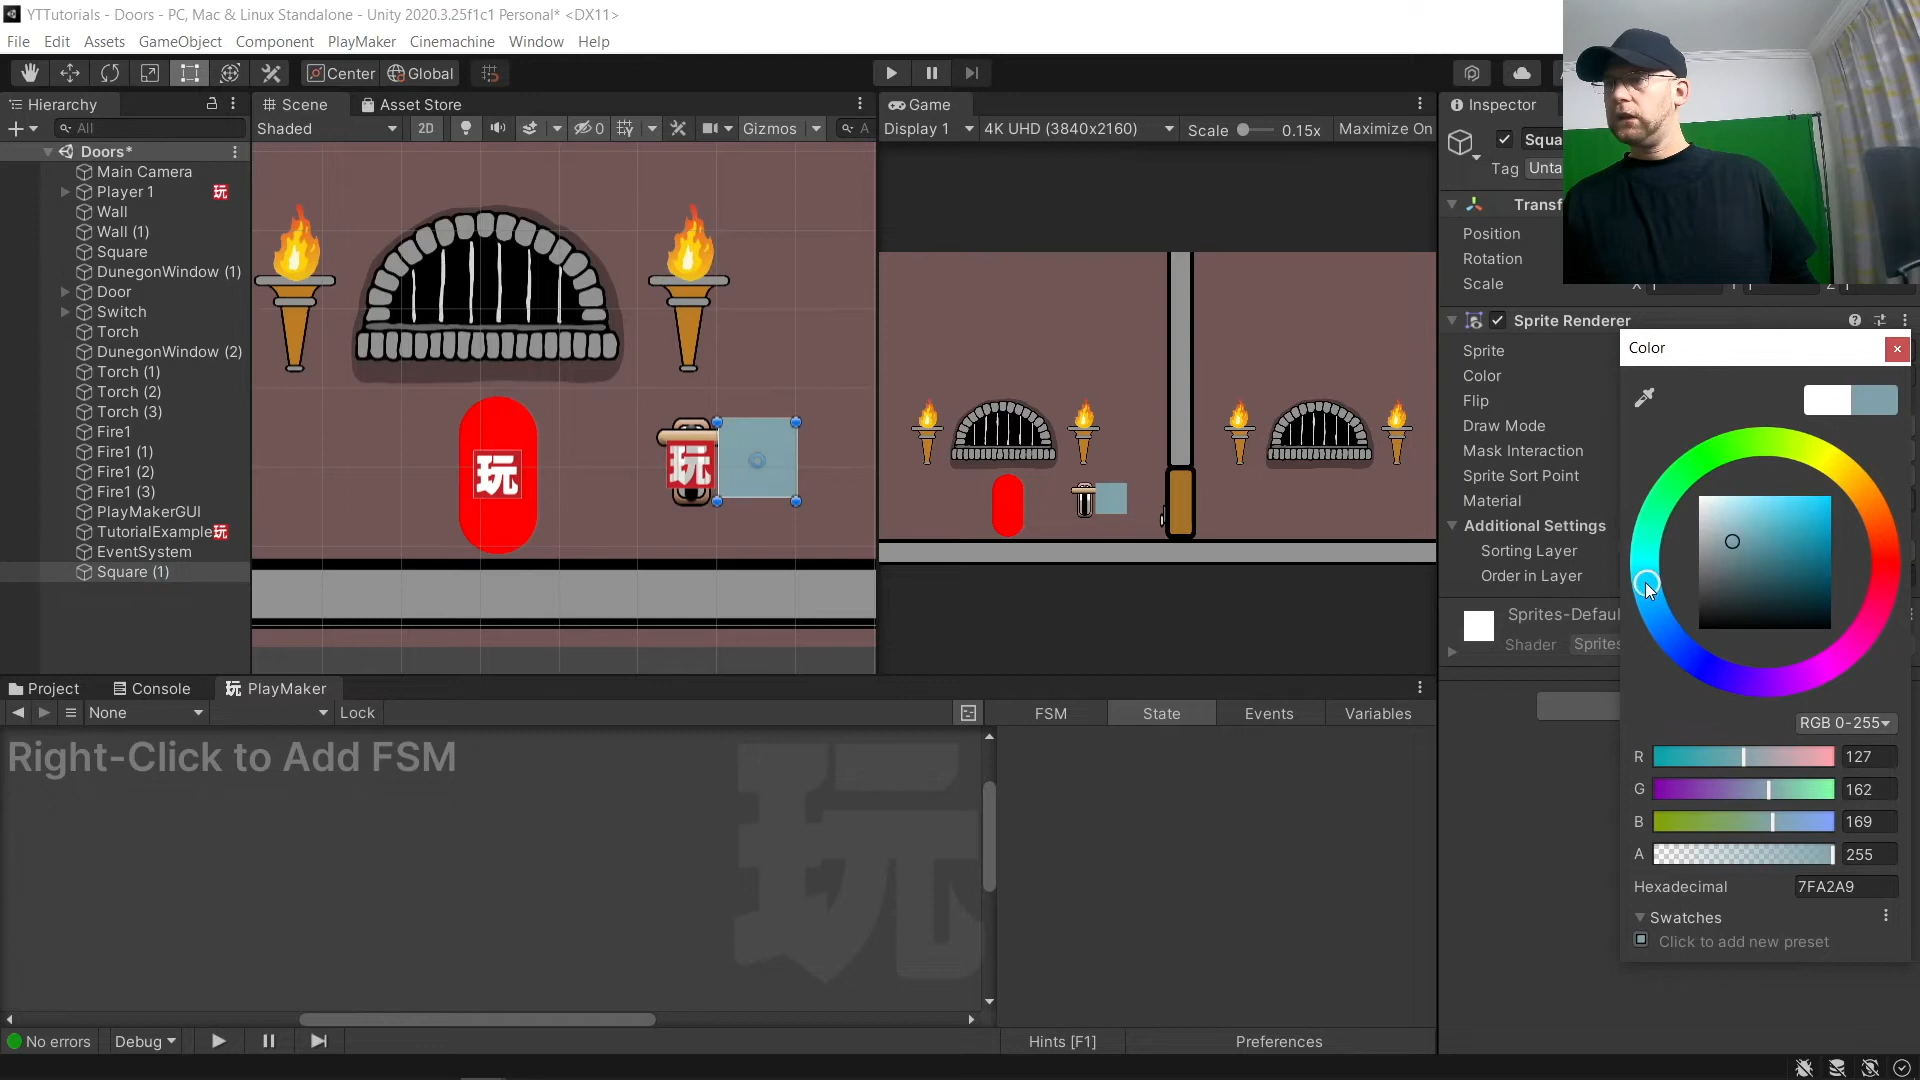 YTTutorials - Doors - PC, Mac & Linux Standalone - Unity 2020.3.25f1c1 Personal* <DX11>
File Edit Assets GameObject Component PlayMaker Cinemachine Window Help
Center Global
Hierarchy
Scene Asset Store
Game
Inspector
All
Shaded 2D 0 Gizmos A
Display 1 4K UHD (3840x2160) Scale 0.15x Maximize On
Squa
Tag Unta
Doors*
Main Camera
Player 1 玩
Wall
Wall (1)
Square
DunegonWindow (1)
Door
Switch
Torch
DunegonWindow (2)
Torch (1)
Torch (2)
Torch (3)
Fire1
Fire1 (1)
Fire1 (2)
Fire1 (3)
PlayMakerGUI
TutorialExample 玩
EventSystem
Square (1)
玩
玩
Transf
Position
Rotation
Scale
Sprite Renderer
Sprite
Color
Flip
Draw Mode
Mask Interaction
Sprite Sort Point
Material
Additional Settings
Sorting Layer
Order in Layer
Sprites-Defau
Shader Sprites
Color
RGB 0-255
R 127
G 162
B 169
A 255
Hexadecimal 7FA2A9
Swatches
Click to add new preset
Project Console 玩 PlayMaker
None Lock
FSM State Events Variables
Right-Click to Add FSM
玩
No errors Debug
Hints [F1] Preferences